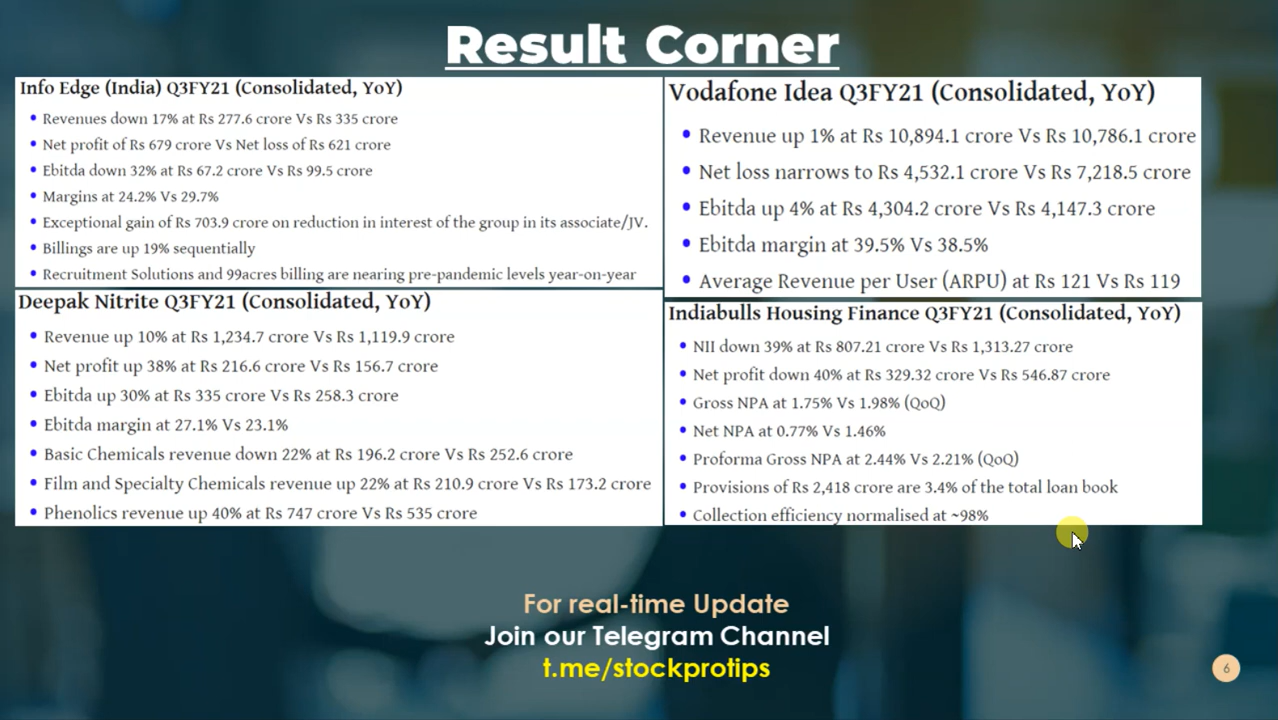 Result Corner
Info Edge (India) Q3FY21 (Consolidated, YoY)
• Revenues down 17% at Rs 277.6 crore Vs Rs 335 crore
• Net profit of Rs 679 crore Vs Net loss of Rs 621 crore
• Ebitda down 32% at Rs 67.2 crore Vs Rs 99.5 crore
• Margins at 24.2% Vs 29.7%
• Exceptional gain of Rs 703.9 crore on reduction in interest of the group in its associate/JV.
• Billings are up 19% sequentially
• Recruitment Solutions and 99acres billing are nearing pre-pandemic levels year-on-year
Deepak Nitrite Q3FY21 (Consolidated, YoY)
• Revenue up 10% at Rs 1,234.7 crore Vs Rs 1,119.9 crore
• Net profit up 38% at Rs 216.6 crore Vs Rs 156.7 crore
• Ebitda up 30% at Rs 335 crore Vs Rs 258.3 crore
• Ebitda margin at 27.1% Vs 23.1%
• Basic Chemicals revenue down 22% at Rs 196.2 crore Vs Rs 252.6 crore
• Film and Specialty Chemicals revenue up 22% at Rs 210.9 crore Vs Rs 173.2 crore
• Phenolics revenue up 40% at Rs 747 crore Vs Rs 535 crore
Vodafone Idea Q3FY21 (Consolidated, YoY)
• Revenue up 1% at Rs 10,894.1 crore Vs Rs 10,786.1 crore
• Net loss narrows to Rs 4,532.1 crore Vs Rs 7,218.5 crore
• Ebitda up 4% at Rs 4,304.2 crore Vs Rs 4,147.3 crore
• Ebitda margin at 39.5% Vs 38.5%
• Average Revenue per User (ARPU) at Rs 121 Vs Rs 119
Indiabulls Housing Finance Q3FY21 (Consolidated, YoY)
• NII down 39% at Rs 807.21 crore Vs Rs 1,313.27 crore
• Net profit down 40% at Rs 329.32 crore Vs Rs 546.87 crore
• Gross NPA at 1.75% Vs 1.98% (QoQ)
• Net NPA at 0.77% Vs 1.46%
• Proforma Gross NPA at 2.44% Vs 2.21% (QoQ)
• Provisions of Rs 2,418 crore are 3.4% of the total loan book
• Collection efficiency normalised at ~98%
For real-time Update
Join our Telegram Channel
t.me/stockprotips
6